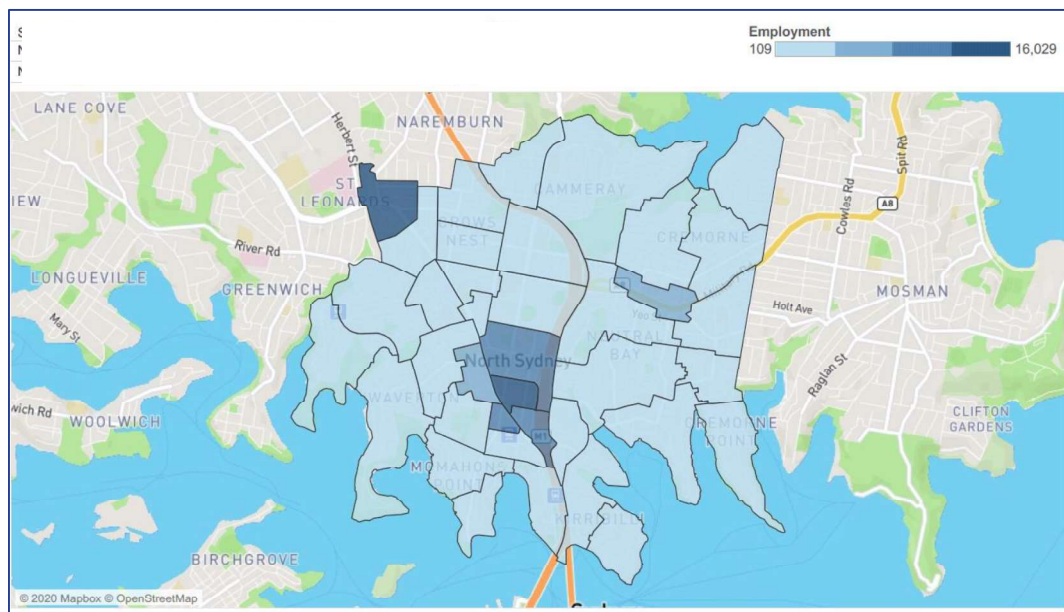 Employment
109
16,029
LANE COVE
Herbert St
NAREMBURN
Spit Rd
ST
LEONARDS
CAMMERAY
Cowles Rd
A8
CROWS
NEST
CREMORNE
River Rd
LONGUEVILLE
GREENWICH
Mary St
Holt Ave
MOSMAN
NEUTRAL
BAY
North Sydney
Raglan St
WAVERTON
WOOLWICH
CLIFTON
GARDENS
CREMORNE
POINT
M1
MCMAHONS
POINT
KIRRIBILLI
BIRCHGROVE
© 2020 Mapbox © OpenStreetMap